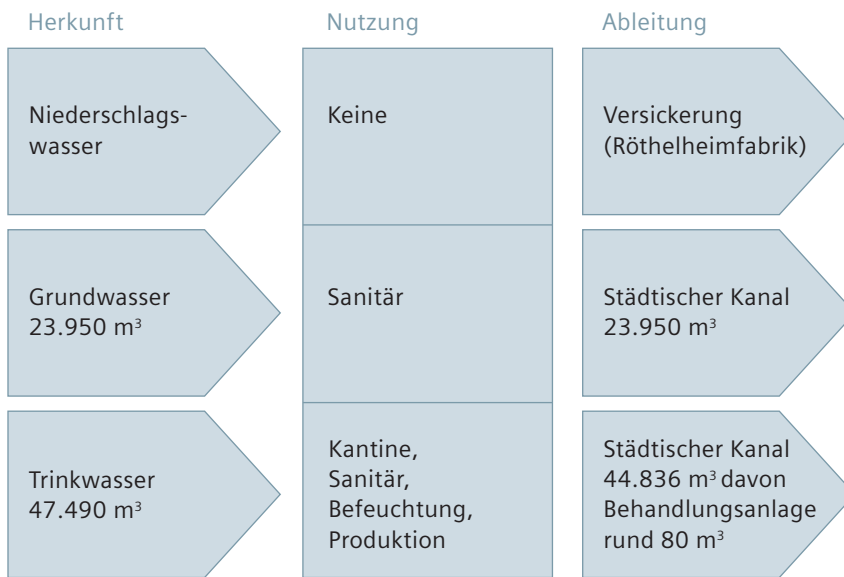 Herkunft
Nutzung
Ableitung
Niederschlags-
wasser
Keine
Versickerung
(Röthelheimfabrik)
Grundwasser
23.950 m³
Sanitär
Städtischer Kanal
23.950 m³
Trinkwasser
47.490 m³
Kantine,
Sanitär,
Befeuchtung,
Produktion
Städtischer Kanal
44.836 m³ davon
Behandlungsanlage
rund 80 m³